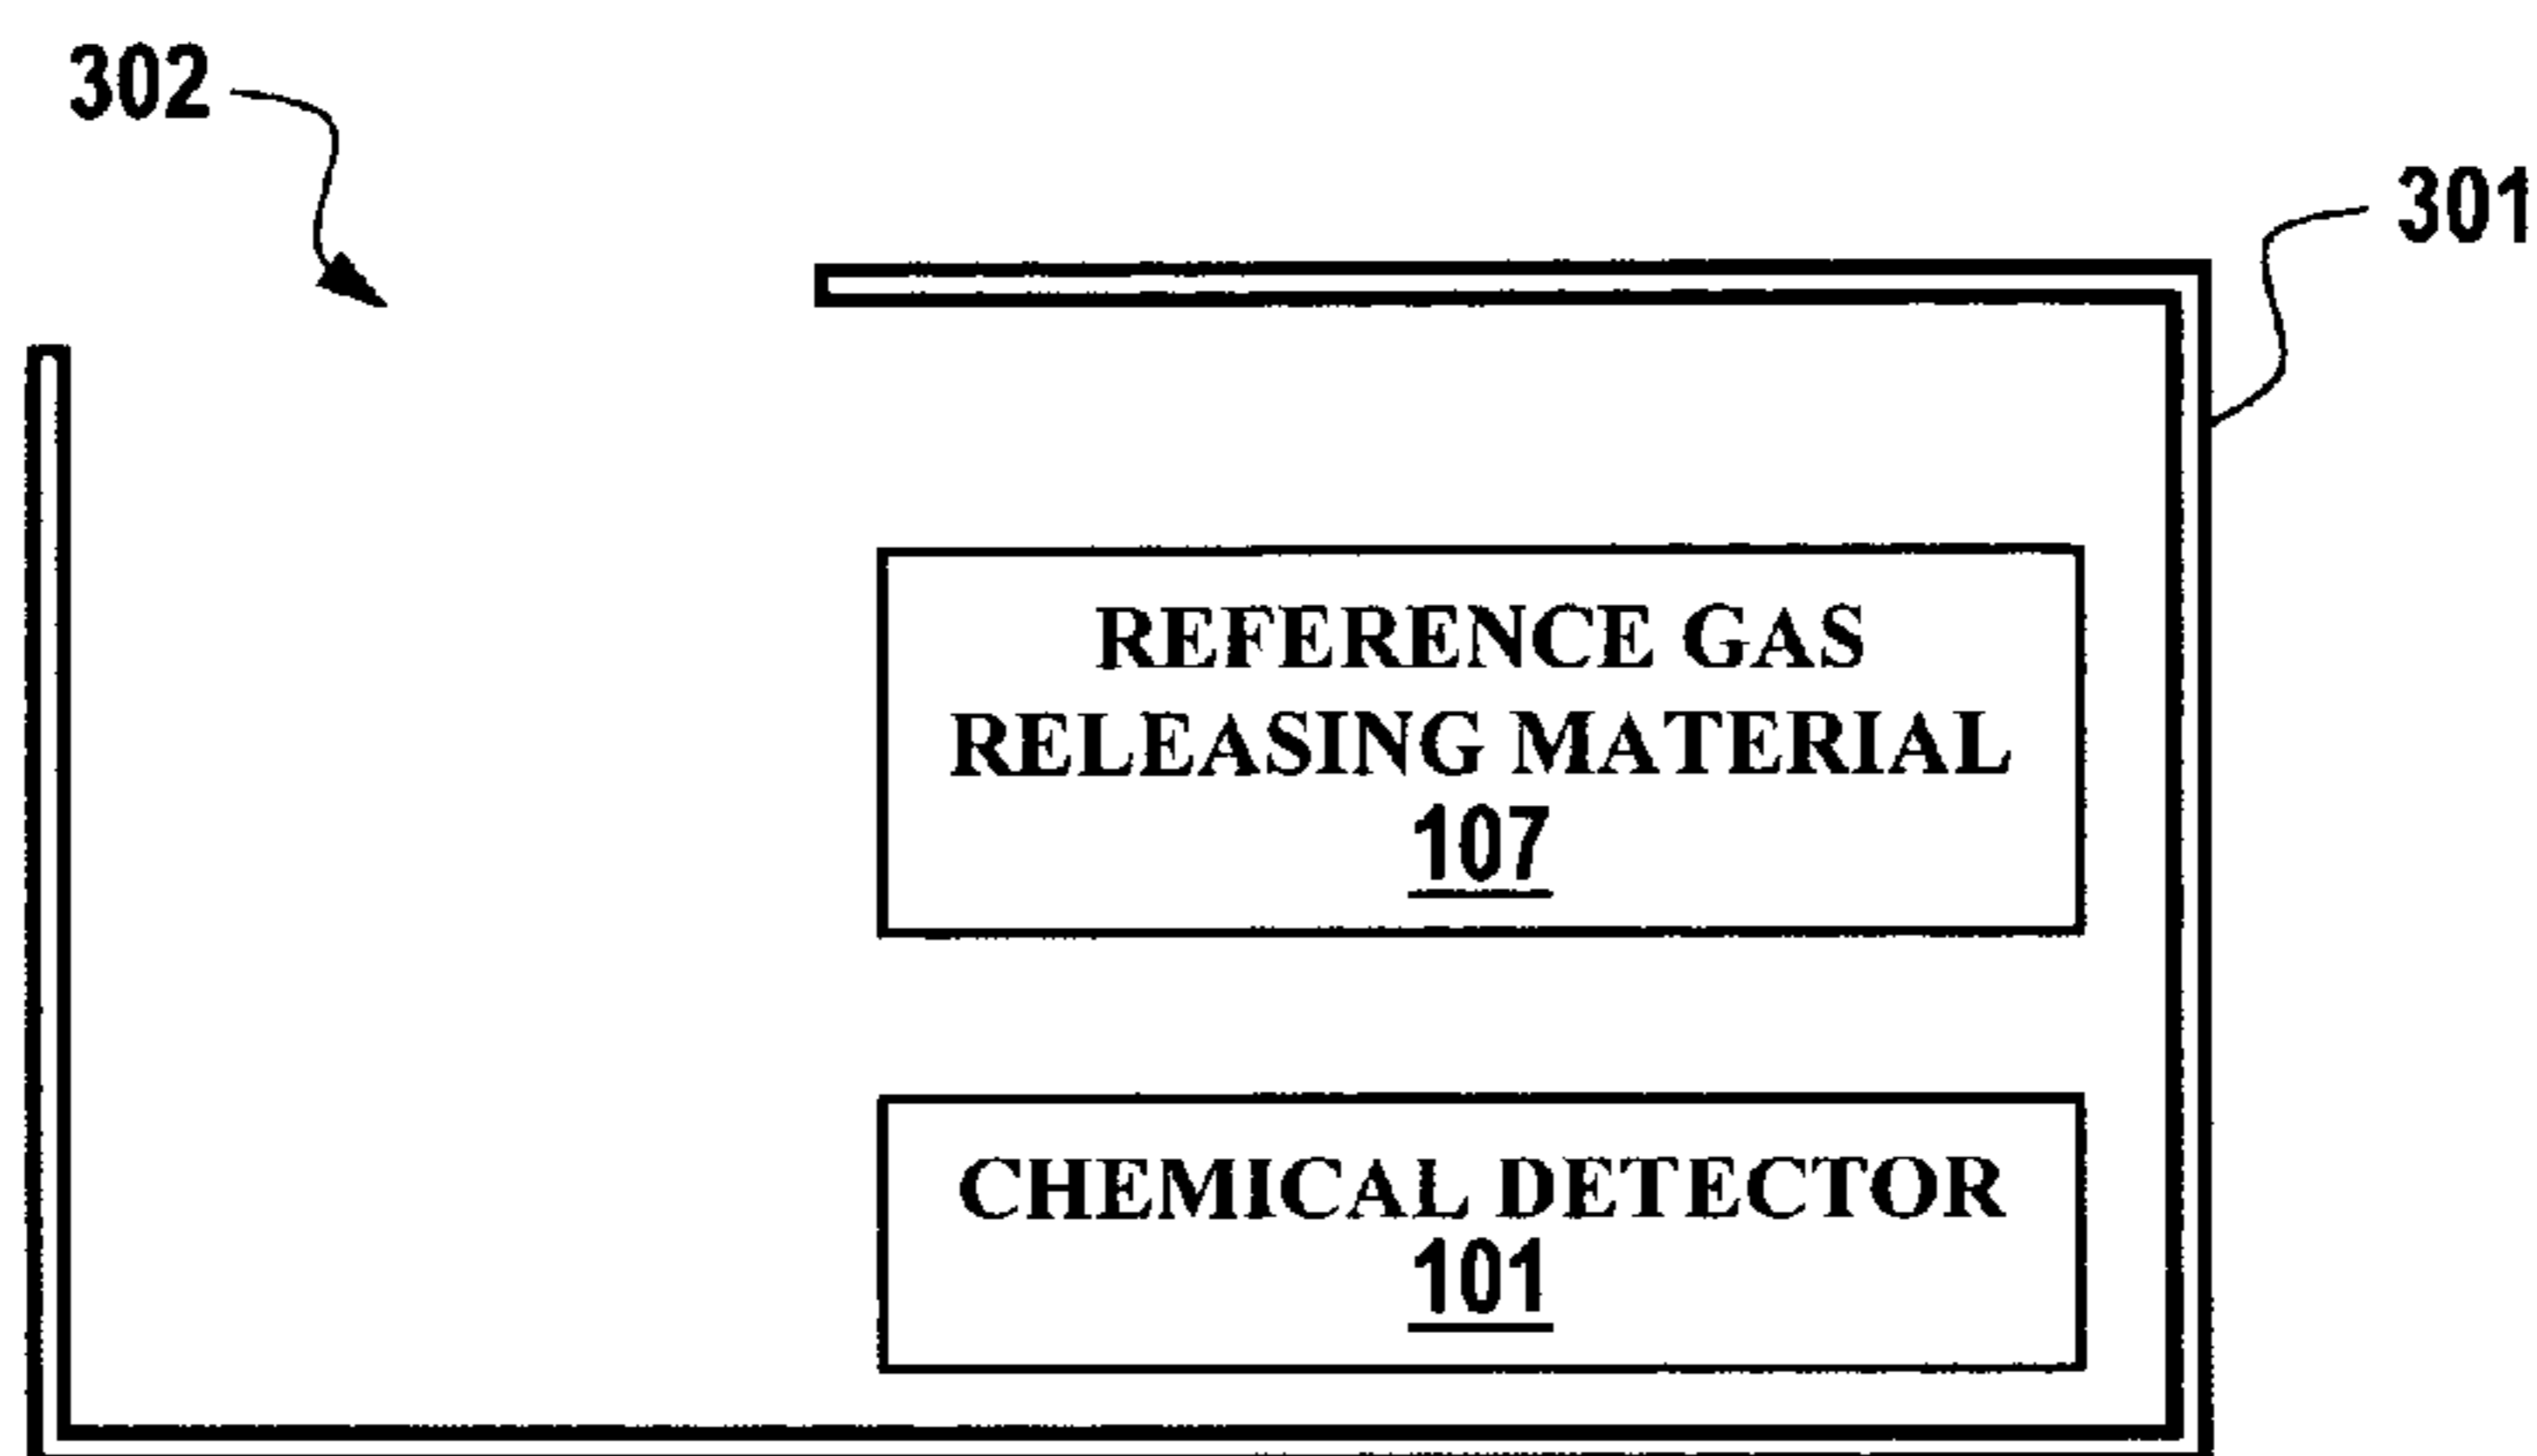 302
301
REFERENCE GAS
RELEASING MATERIAL
107
CHEMICAL DETECTOR
101